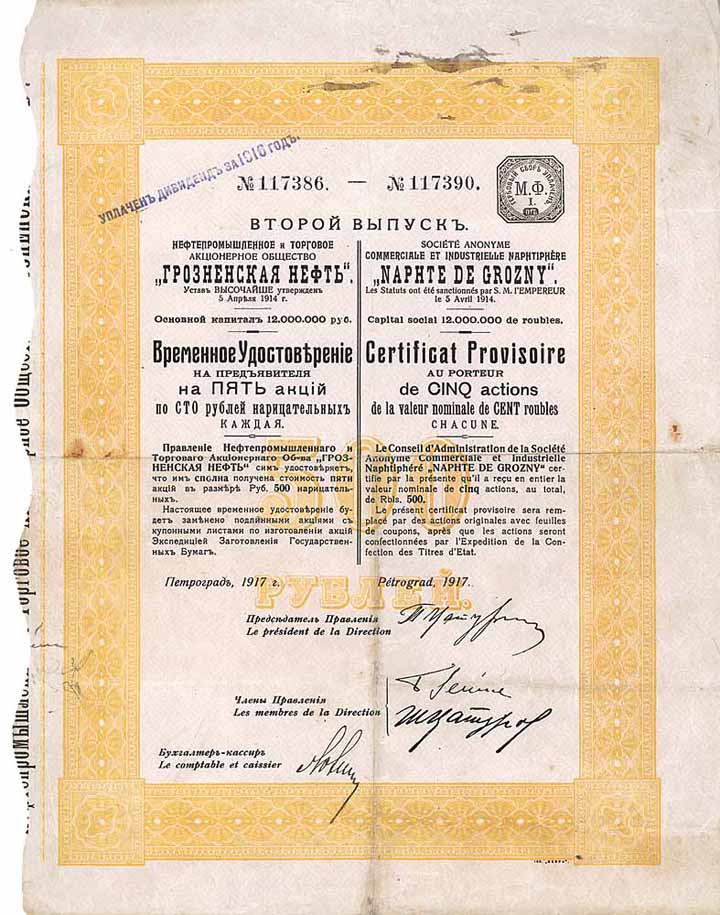 УПЛАЧЕНЪ ДИВИДЕНДЪ ЗА 1916 ГОДЪ.
№117386. — №117390.
М.Ф.
I.
ВТОРОЙ ВЫПУСКЪ.
НЕФТЕПРОМЫШЛЕННОЕ и ТОРГОВОЕ
АКЦІОНЕРНОЕ ОБЩЕСТВО
„ГРОЗНЕНСКАЯ НЕФТЬ".
Уставъ ВЫСОЧАЙШЕ утвержденъ
5 Апрѣля 1914 г.
Основной капиталъ 12.000.000 руб.
Временное Удостовѣреніе
НА ПРЕДЪЯВИТЕЛЯ
на ПЯТЬ акцій
по СТО рублей нарицательныхъ
КАЖДАЯ.
Правленіе Нефтепромышленнаго и
Торговаго Акціонернаго Об-ва „ГРОЗ-
НЕНСКАЯ НЕФТЬ" симъ удостовѣряетъ,
что имъ сполна получена стоимость пяти
акцій въ размѣрѣ Руб. 500 нарицатель-
ныхъ.
Настоящее временное удостовѣреніе бу-
детъ замѣнено подлинными акціями съ
купонными листами по изготовленіи акцій
Экспедиціей Заготовленія Государствен-
ныхъ Бумагъ.
Петроградъ, 1917 г.
SOCIÉTÉ ANONYME
COMMERCIALE ET INDUSTRIELLE NAPHTIPHÈRE
„NAPHTE DE GROZNY".
Les Statuts ont été sanctionnés par S. M. l'EMPEREUR
le 5 Avril 1914.
Capital social 12.000.000 de roubles.
Certificat Provisoire
AU PORTEUR
de CINQ actions
de la valeur nominale de CENT roubles
CHACUNE.
Le Conseil d'Administration de la Société
Anonyme Commerciale et Industrielle
Naphtiphéré „NAPHTE DE GROZNY" certi-
fie par la présente qu'il a reçu en entier la
valeur nominale de cinq actions, au total,
de Rbls. 500.
Le présent certificat provisoire sera rem-
placé par des actions originales avec feuilles
de coupons, après que les actions seront
confectionnées par l'Expedition de la Con-
fection des Titres d'Etat.
Pétrograd, 1917.
500
РУБЛЕЙ.
Предсѣдатель Правленія
Le président de la Direction
Члены Правленія
Les membres de la Direction
Бухгалтеръ-кассиръ
Le comptable et caissier